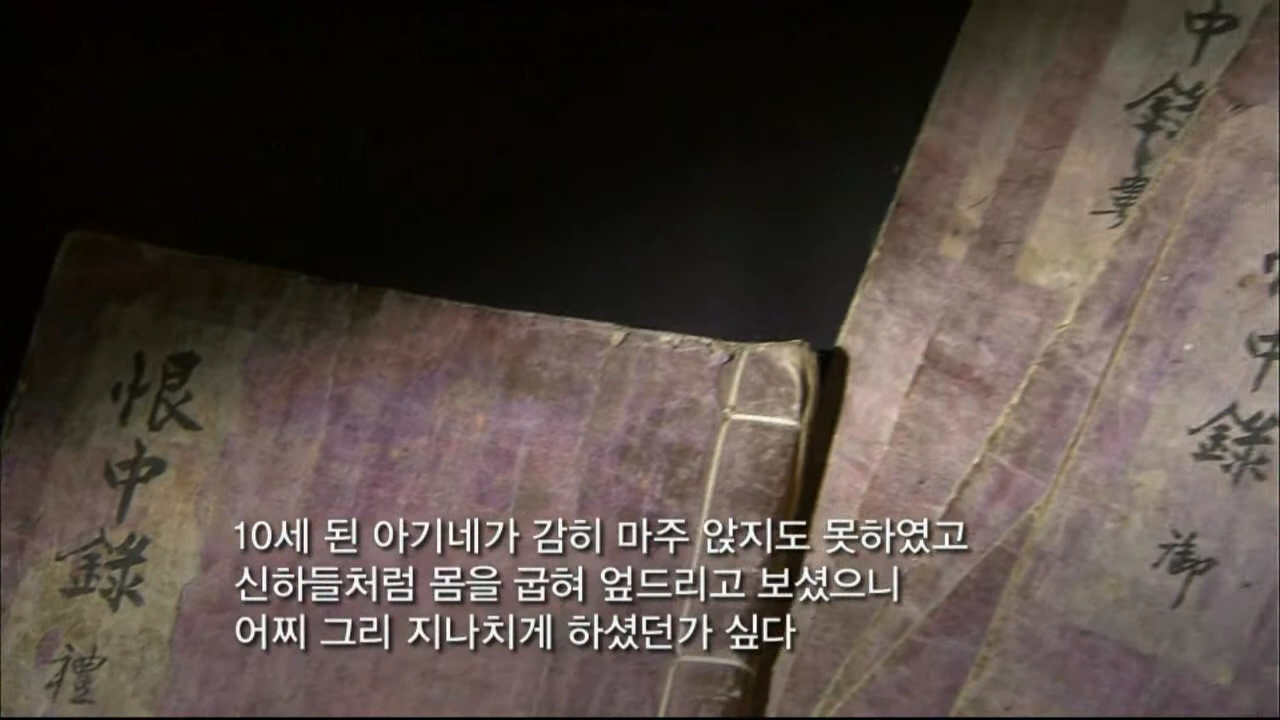 恨中錄
禮
中錄
中錄
御
10세 된 아기네가 감히 마주 앉지도 못하였고
신하들처럼 몸을 굽혀 엎드리고 보셨으니
어찌 그리 지나치게 하셨던가 싶다